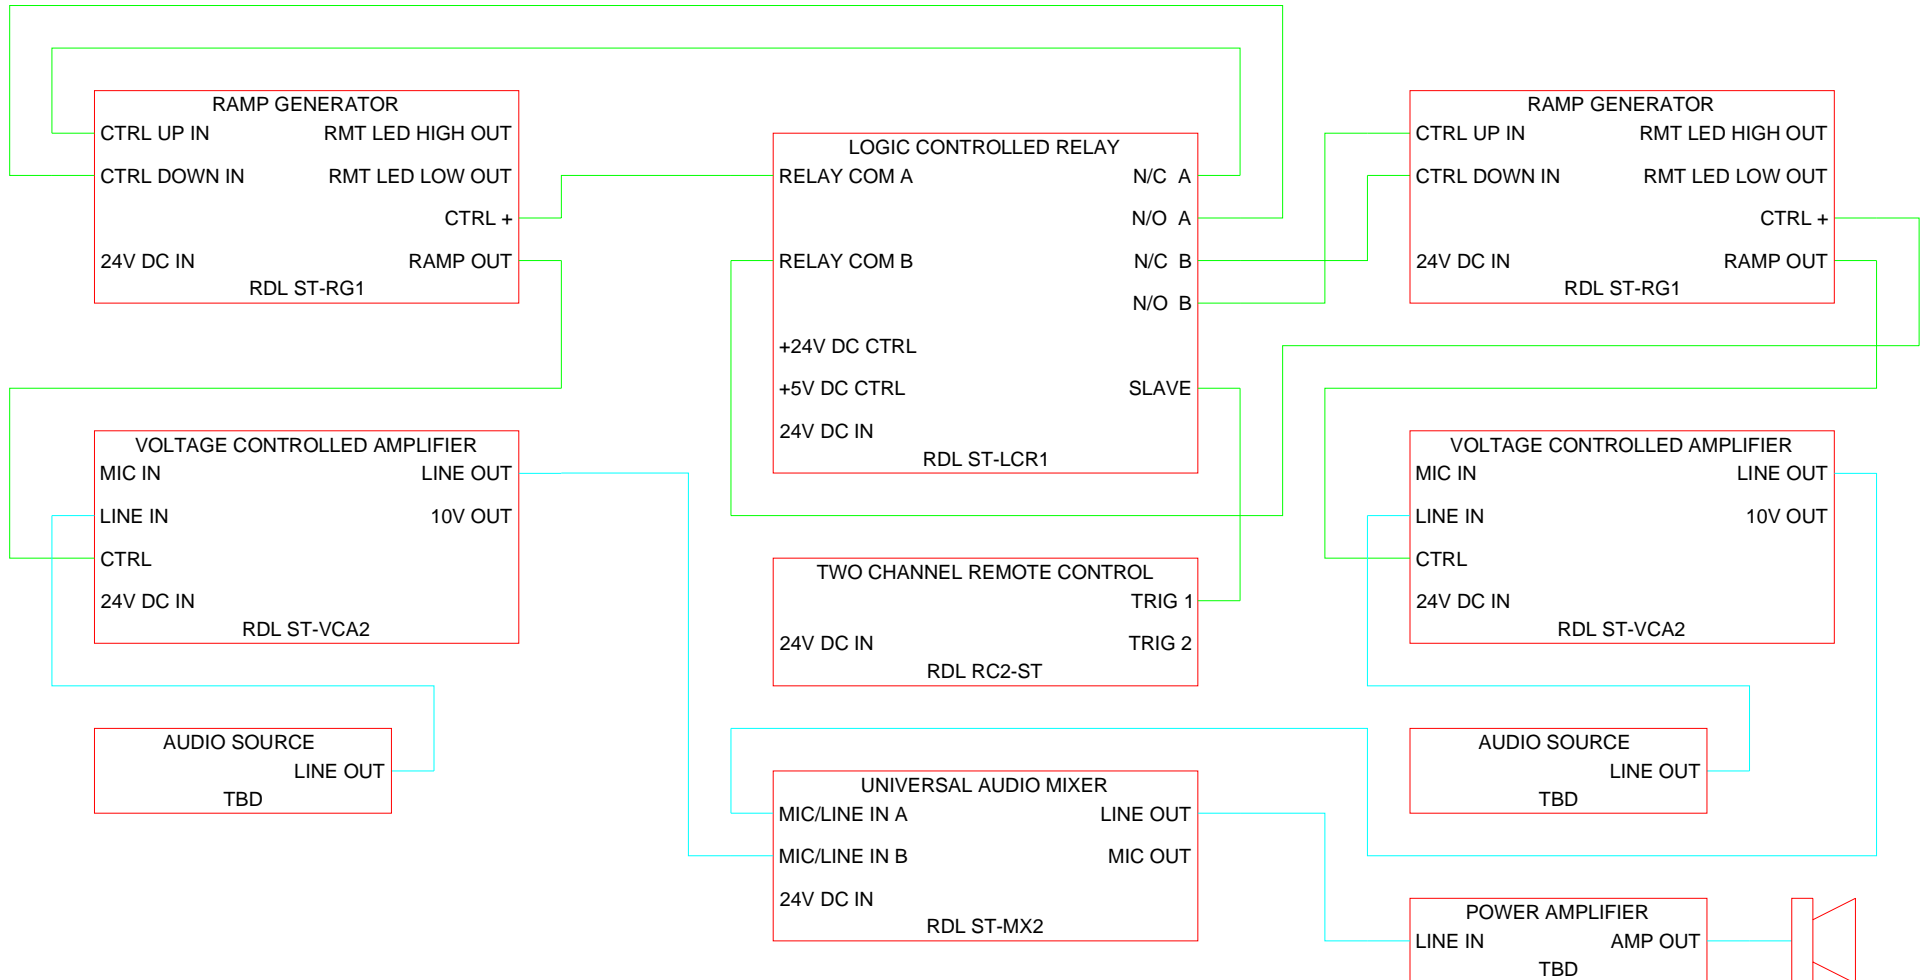 RAMP GENERATOR
CTRL UP IN RMT LED HIGH OUT
CTRL DOWN IN RMT LED LOW OUT
CTRL +
24V DC IN RAMP OUT
RDL ST-RG1
LOGIC CONTROLLED RELAY
RELAY COM A N/C A
N/O A
RELAY COM B N/C B
N/O B
+24V DC CTRL
+5V DC CTRL SLAVE
24V DC IN
RDL ST-LCR1
RAMP GENERATOR
CTRL UP IN RMT LED HIGH OUT
CTRL DOWN IN RMT LED LOW OUT
CTRL +
24V DC IN RAMP OUT
RDL ST-RG1
VOLTAGE CONTROLLED AMPLIFIER
MIC IN LINE OUT
LINE IN 10V OUT
CTRL
24V DC IN
RDL ST-VCA2
TWO CHANNEL REMOTE CONTROL
TRIG 1
24V DC IN TRIG 2
RDL RC2-ST
VOLTAGE CONTROLLED AMPLIFIER
MIC IN LINE OUT
LINE IN 10V OUT
CTRL
24V DC IN
RDL ST-VCA2
AUDIO SOURCE
LINE OUT
TBD
UNIVERSAL AUDIO MIXER
MIC/LINE IN A LINE OUT
MIC/LINE IN B MIC OUT
24V DC IN
RDL ST-MX2
AUDIO SOURCE
LINE OUT
TBD
POWER AMPLIFIER
LINE IN AMP OUT
TBD